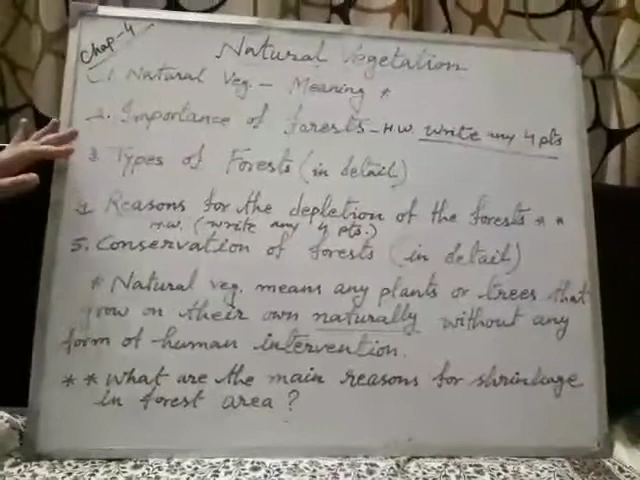 Chap-4
Natural Vegetation
1. Natural Veg. - Meaning *
2. Importance of forests - H.W. Write any 4 pts
3. Types of Forests (in detail)
4. Reasons for the depletion of the forests * *
H.W. (Write any 4 pts.)
5. Conservation of forests (in detail)
* Natural veg. means any plants or trees that
grow on their own naturally without any
form of human intervention.
* * What are the main reasons for shrinkage
in forest area ?